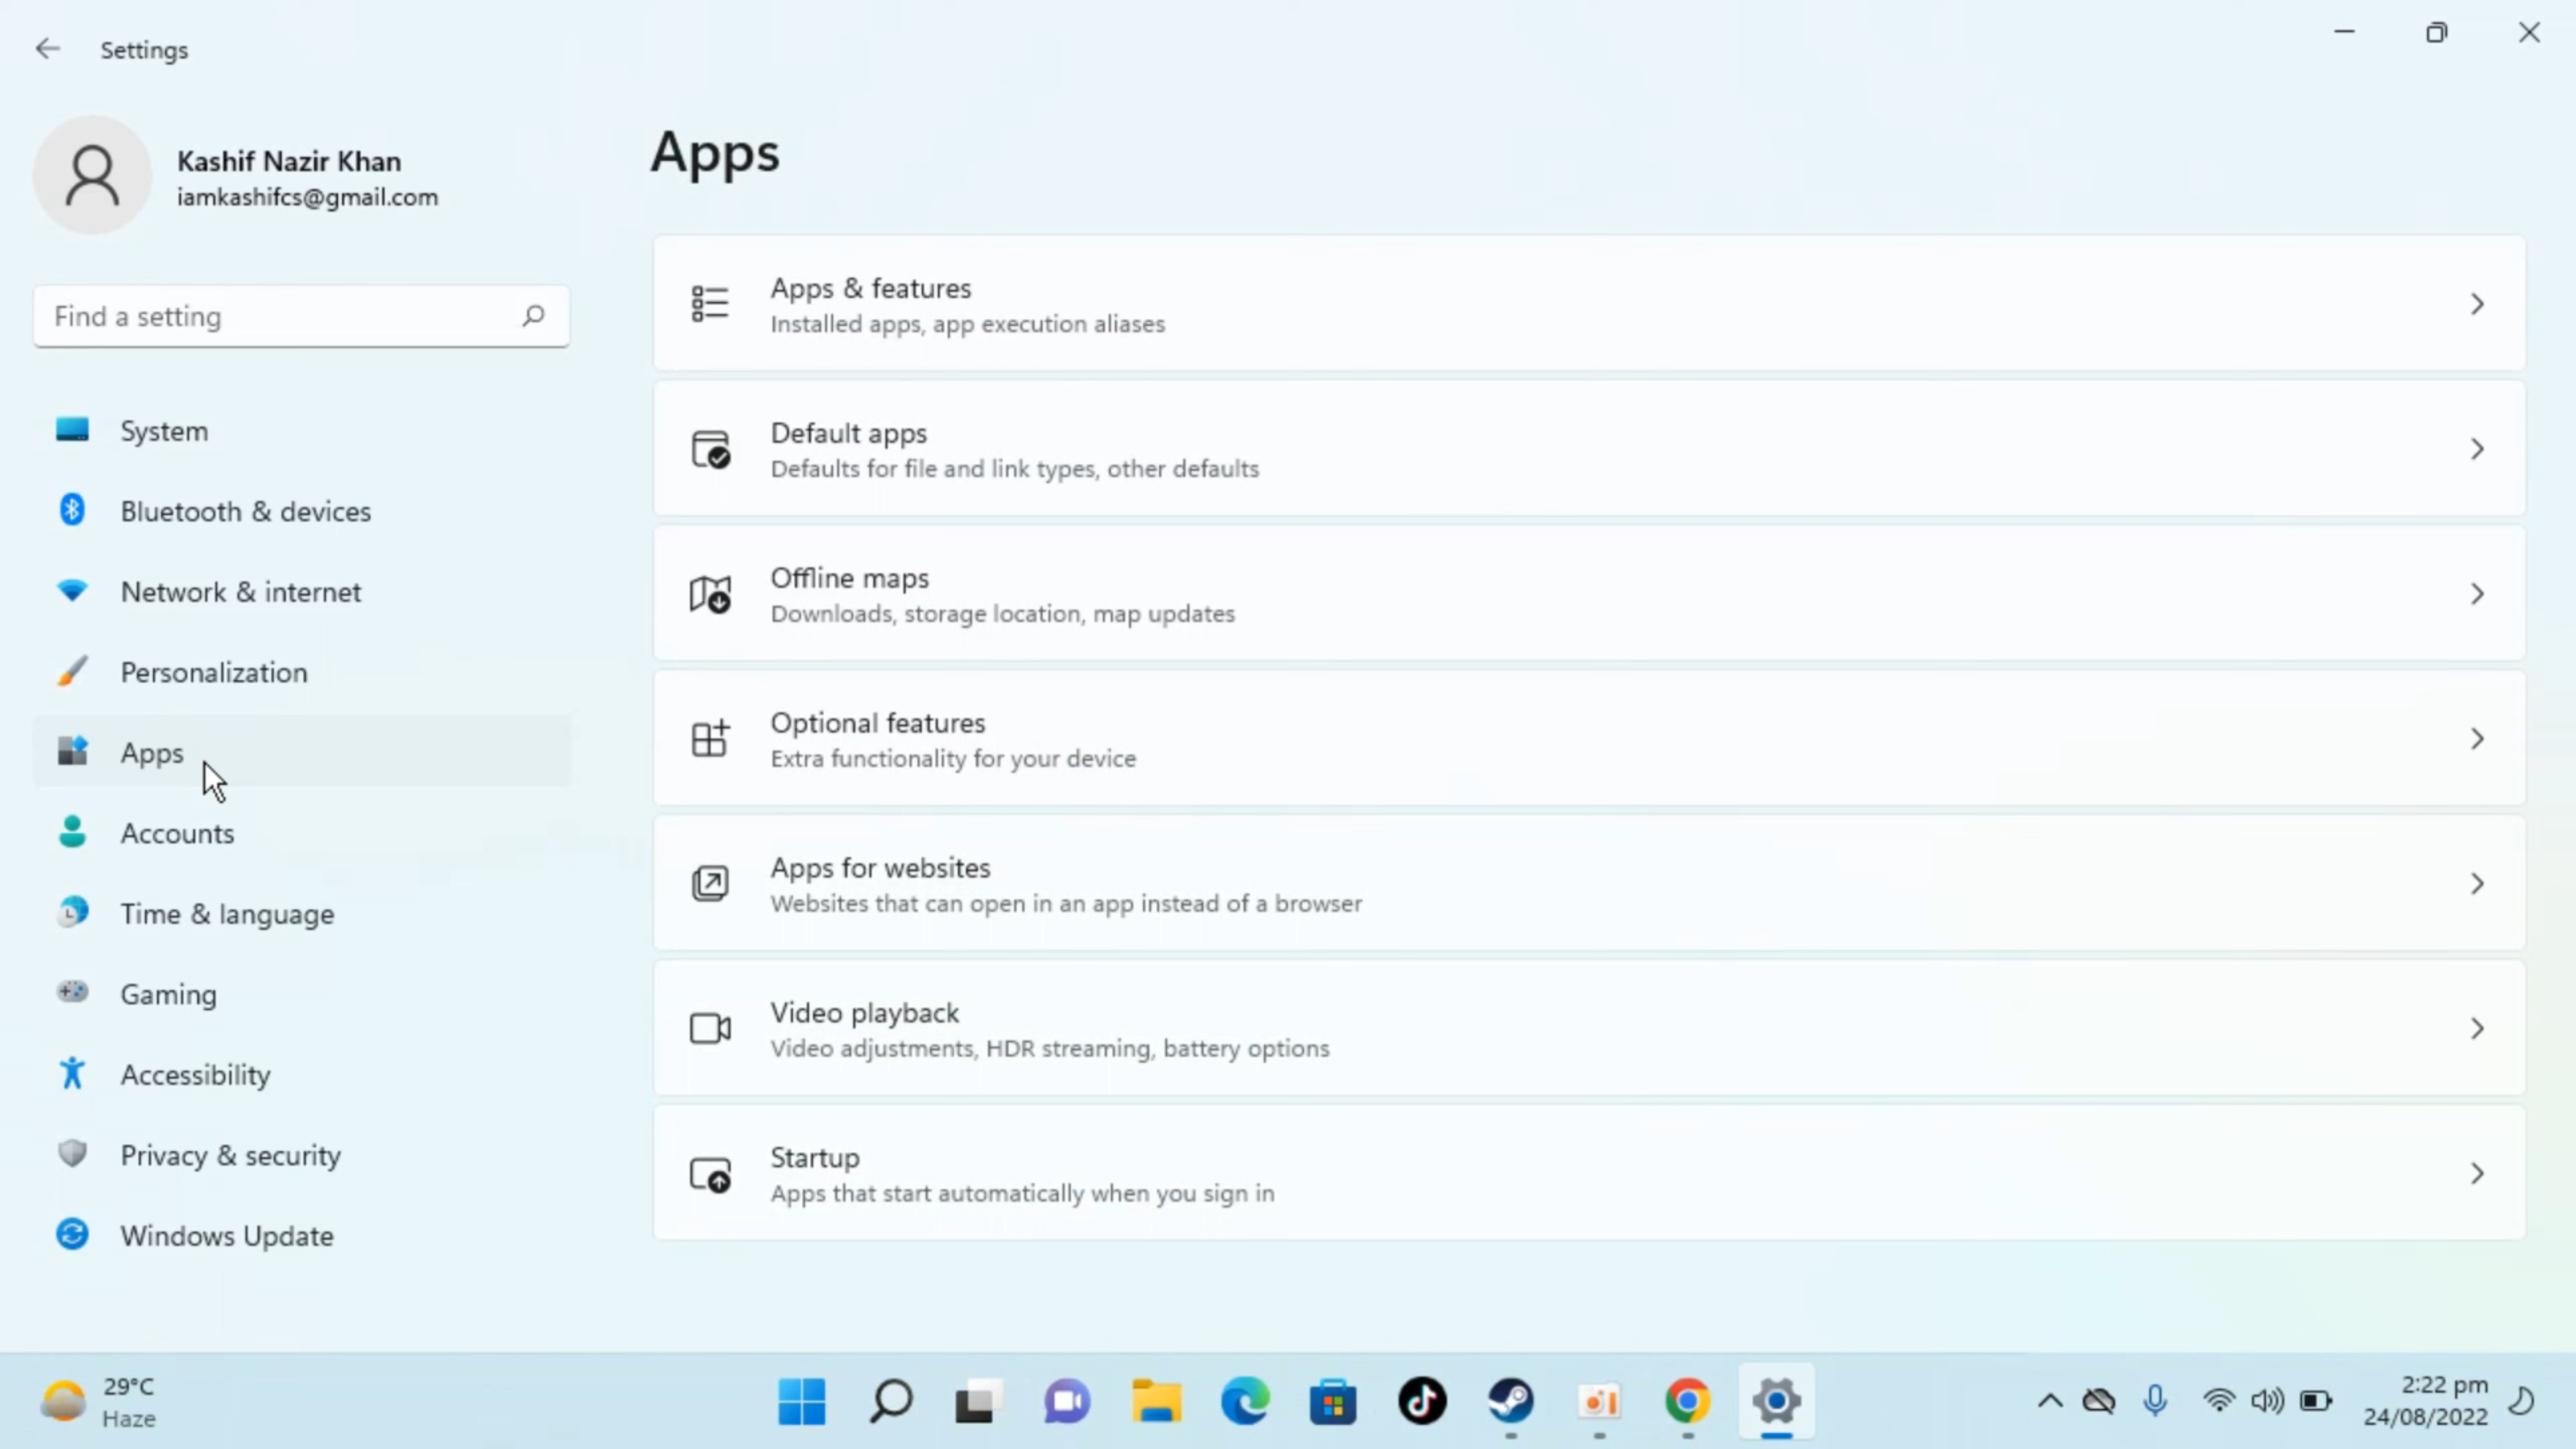 Settings
Kashif Nazir Khan
iamkashifcs@gmail.com
Find a setting
System
Bluetooth & devices
Network & internet
Personalization
Apps
Accounts
Time & language
Gaming
Accessibility
Privacy & security
Windows Update
Apps
Apps & features
Installed apps, app execution aliases
Default apps
Defaults for file and link types, other defaults
Offline maps
Downloads, storage location, map updates
Optional features
Extra functionality for your device
Apps for websites
Websites that can open in an app instead of a browser
Video playback
Video adjustments, HDR streaming, battery options
Startup
Apps that start automatically when you sign in
29°C
Haze
2:22 pm
24/08/2022